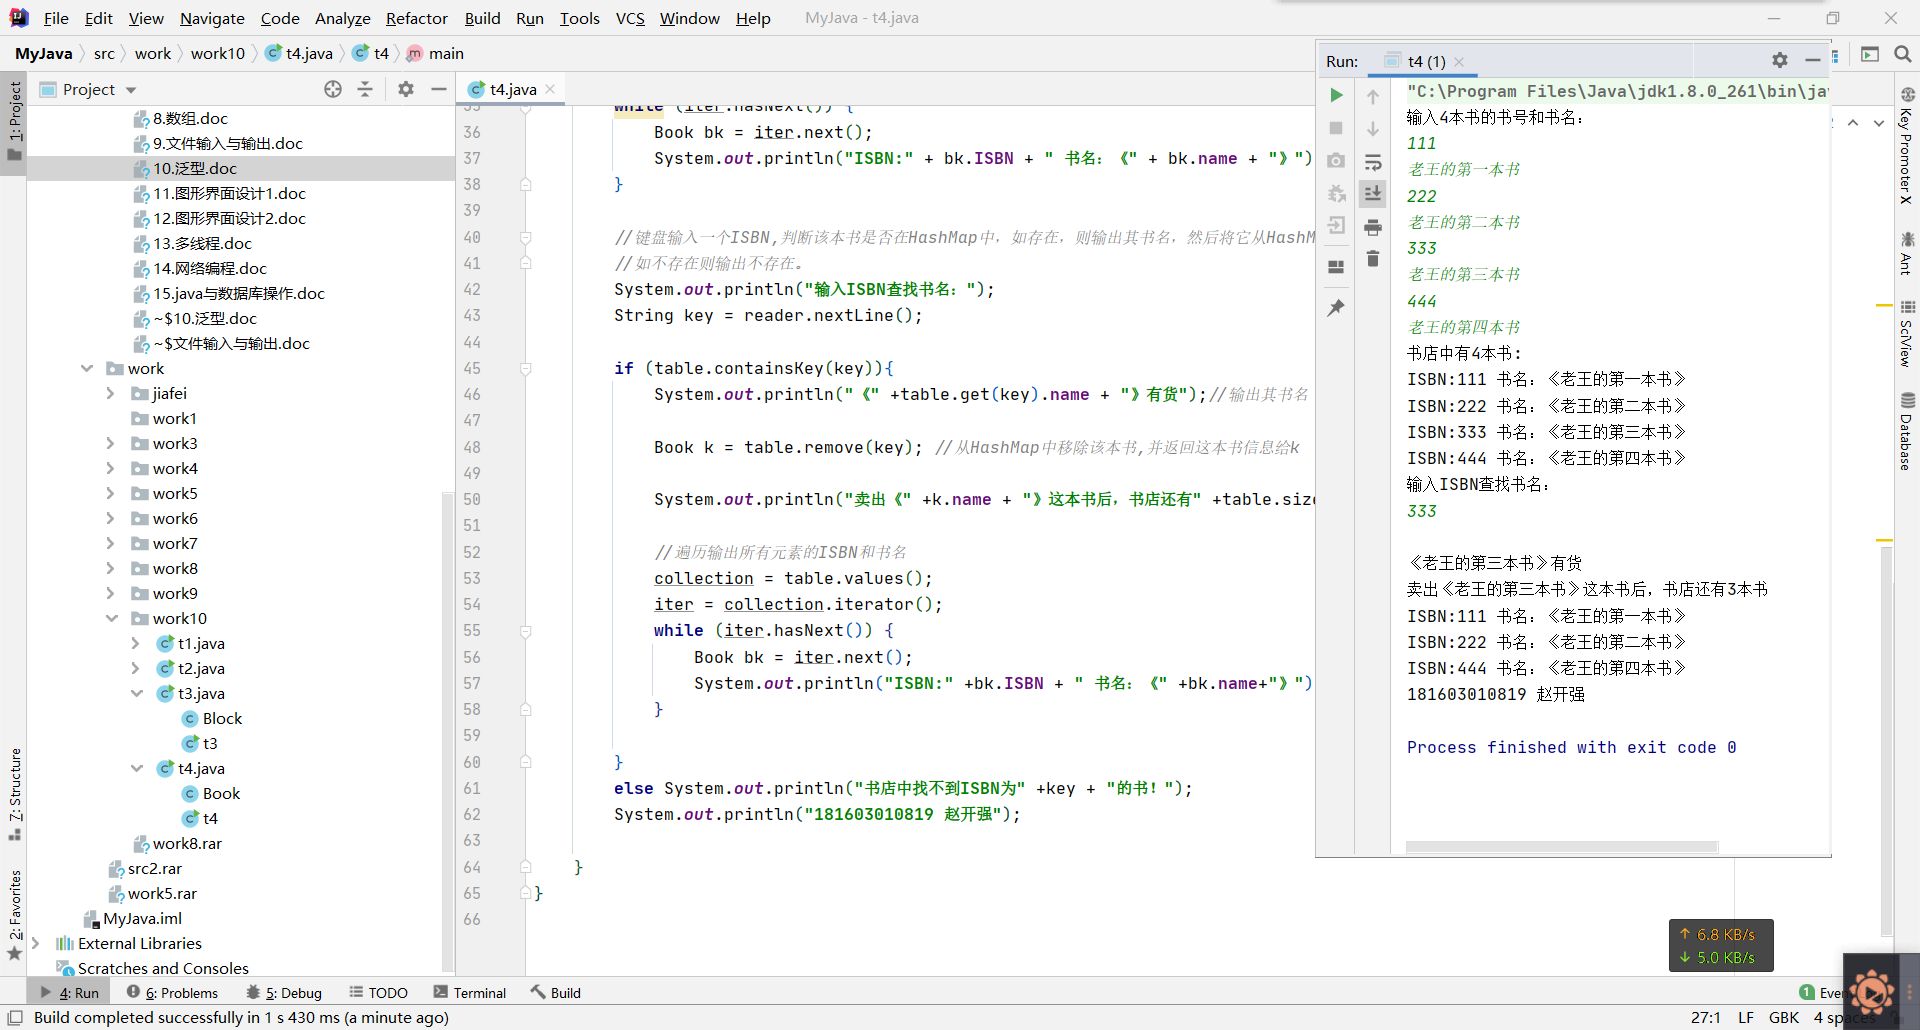 File Edit View Navigate Code Analyze Refactor Build Run Tools VCS Window Help MyJava - t4.java
MyJava src work work10 t4.java t4 main
Project
t4.java
1: Project
7: Structure
2: Favorites
8.数组.doc
9.文件输入与输出.doc
10.泛型.doc
11.图形界面设计1.doc
12.图形界面设计2.doc
13.多线程.doc
14.网络编程.doc
15.java与数据库操作.doc
~$10.泛型.doc
~$文件输入与输出.doc
work
jiafei
work1
work3
work4
work5
work6
work7
work8
work9
work10
t1.java
t2.java
t3.java
Block
t3
t4.java
Book
t4
work8.rar
src2.rar
work5.rar
MyJava.iml
External Libraries
Scratches and Consoles
35 while (iter.hasNext()) {
36 Book bk = iter.next();
37 System.out.println("ISBN:" + bk.ISBN + " 书名：《" + bk.name + "》")
38 }
39
40 //键盘输入一个ISBN,判断该本书是否在HashMap中，如存在，则输出其书名，然后将它从HashM
41 //如不存在则输出不存在。
42 System.out.println("输入ISBN查找书名：");
43 String key = reader.nextLine();
44
45 if (table.containsKey(key)){
46 System.out.println("《" +table.get(key).name + "》有货");//输出其书名
47
48 Book k = table.remove(key); //从HashMap中移除该本书,并返回这本书信息给k
49
50 System.out.println("卖出《" +k.name + "》这本书后，书店还有" +table.size
51
52 //遍历输出所有元素的ISBN和书名
53 collection = table.values();
54 iter = collection.iterator();
55 while (iter.hasNext()) {
56 Book bk = iter.next();
57 System.out.println("ISBN:" +bk.ISBN + " 书名：《" +bk.name+"》")
58 }
59
60 }
61 else System.out.println("书店中找不到ISBN为" +key + "的书！");
62 System.out.println("181603010819 赵开强");
63
64 }
65 }
66
Run: t4 (1)
"C:\Program Files\Java\jdk1.8.0_261\bin\jav
输入4本书的书号和书名：
111
老王的第一本书
222
老王的第二本书
333
老王的第三本书
444
老王的第四本书
书店中有4本书：
ISBN:111 书名：《老王的第一本书》
ISBN:222 书名：《老王的第二本书》
ISBN:333 书名：《老王的第三本书》
ISBN:444 书名：《老王的第四本书》
输入ISBN查找书名：
333
《老王的第三本书》有货
卖出《老王的第三本书》这本书后，书店还有3本书
ISBN:111 书名：《老王的第一本书》
ISBN:222 书名：《老王的第二本书》
ISBN:444 书名：《老王的第四本书》
181603010819 赵开强
Process finished with exit code 0
Key Promoter X
Ant
SciView
Database
↑ 6.8 KB/s
↓ 5.0 KB/s
4: Run 6: Problems 5: Debug TODO Terminal Build 1 Even
Build completed successfully in 1 s 430 ms (a minute ago) 27:1 LF GBK 4 spaces